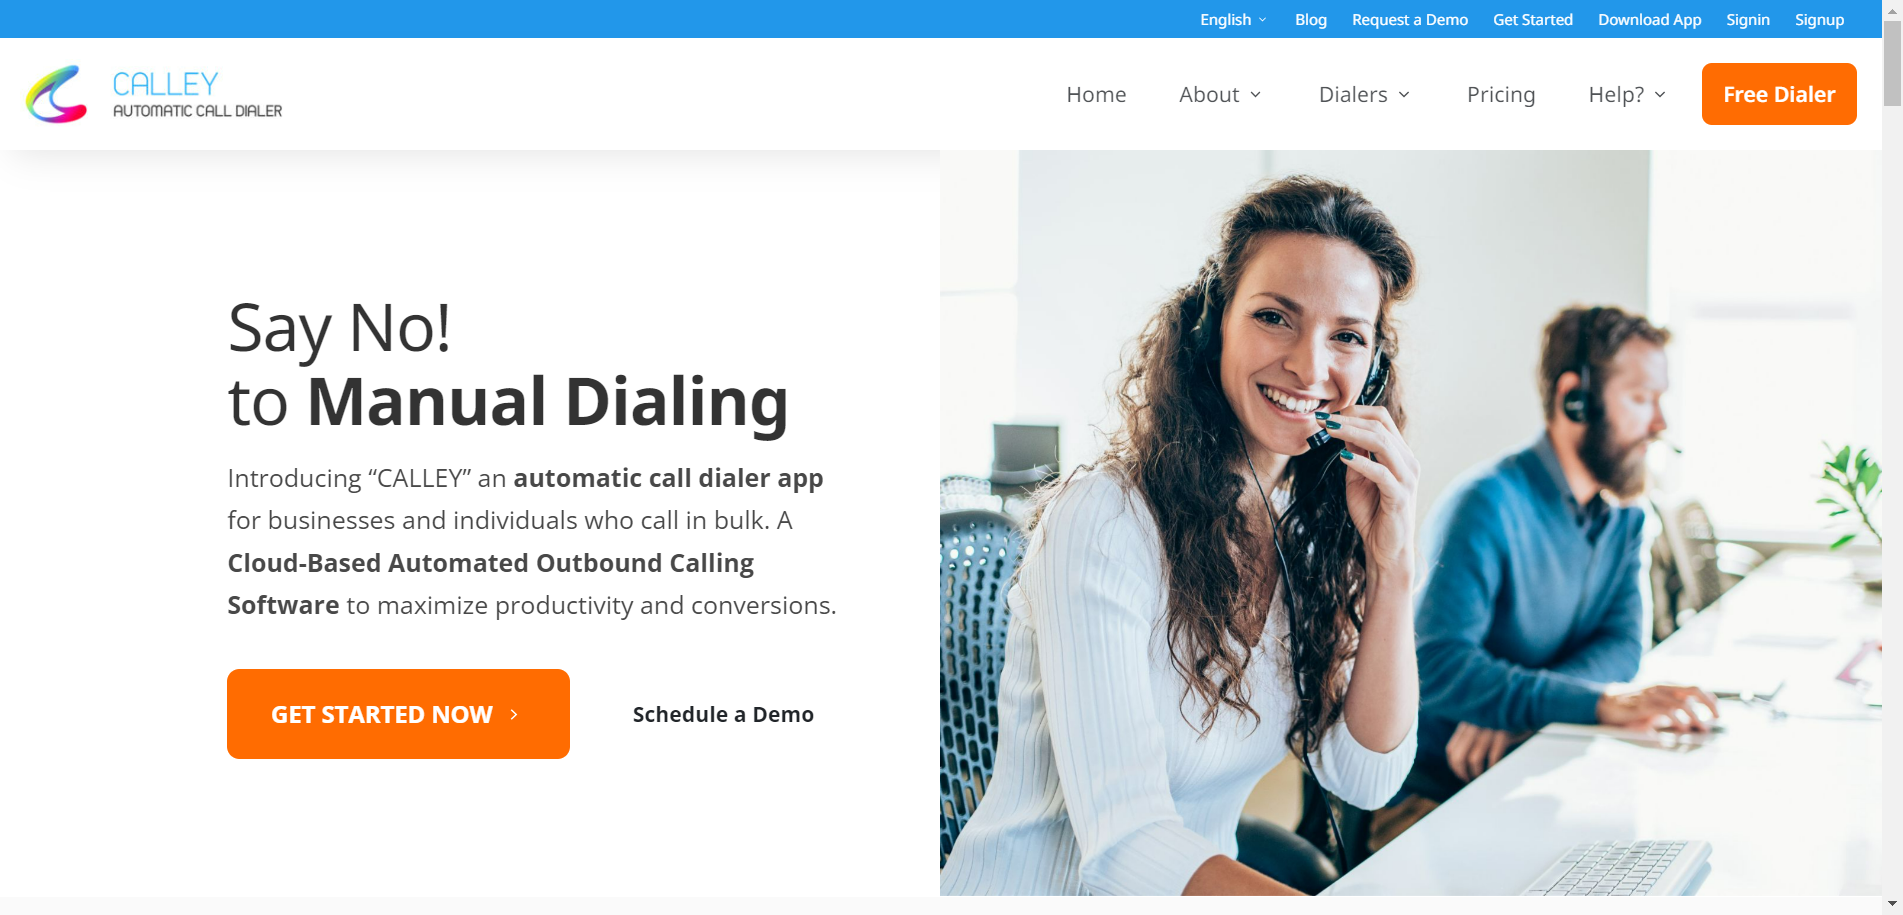 English Blog Request a Demo Get Started Download App Signin Signup
CALLEY
AUTOMATIC CALL DIALER
Home About Dialers Pricing Help? Free Dialer
Say No!
to Manual Dialing
Introducing “CALLEY” an automatic call dialer app
for businesses and individuals who call in bulk. A
Cloud-Based Automated Outbound Calling
Software to maximize productivity and conversions.
GET STARTED NOW
Schedule a Demo